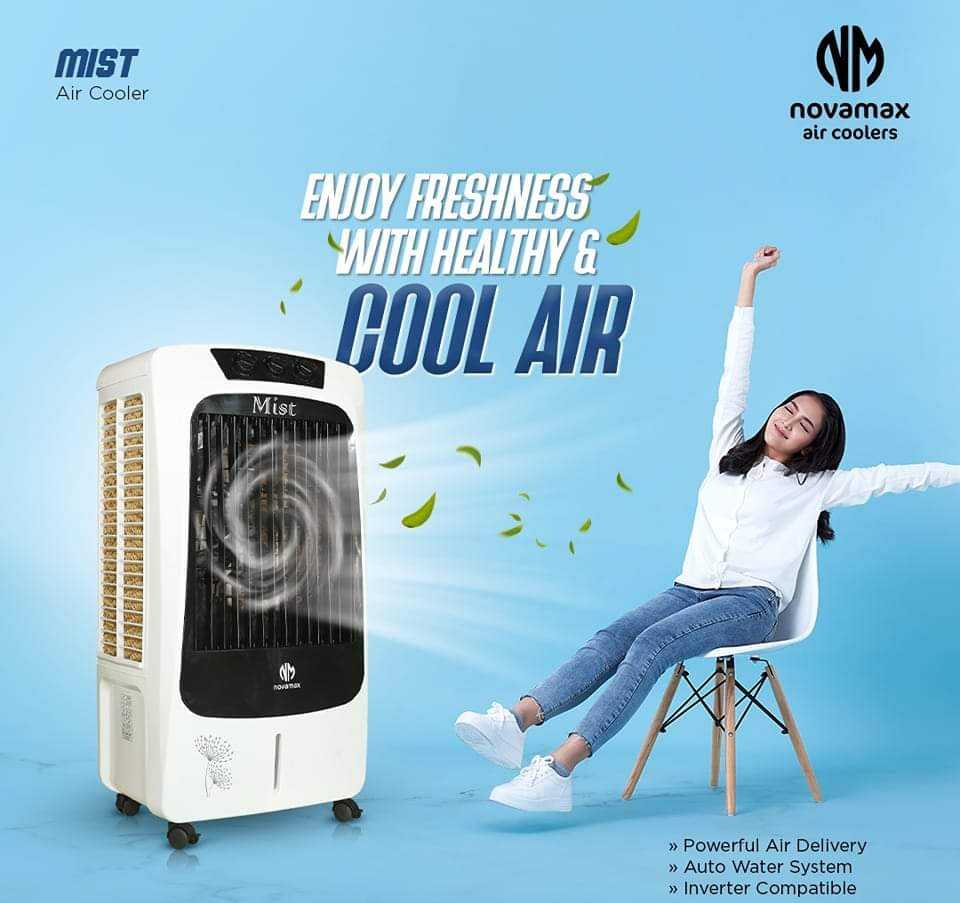 MIST
Air Cooler
NM
novamax
air coolers
ENJOY FRESHNESS
WITH HEALTHY &
COOL AIR
Mist
NM
novamax
» Powerful Air Delivery
» Auto Water System
» Inverter Compatible